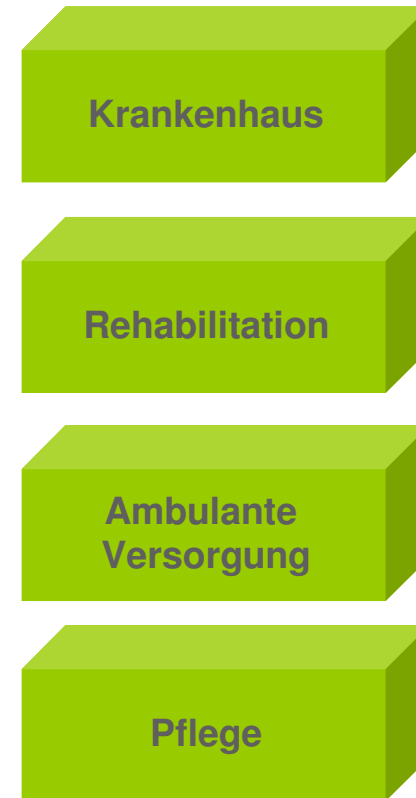 Krankenhaus
Rehabilitation
Ambulante
Versorgung
Pflege